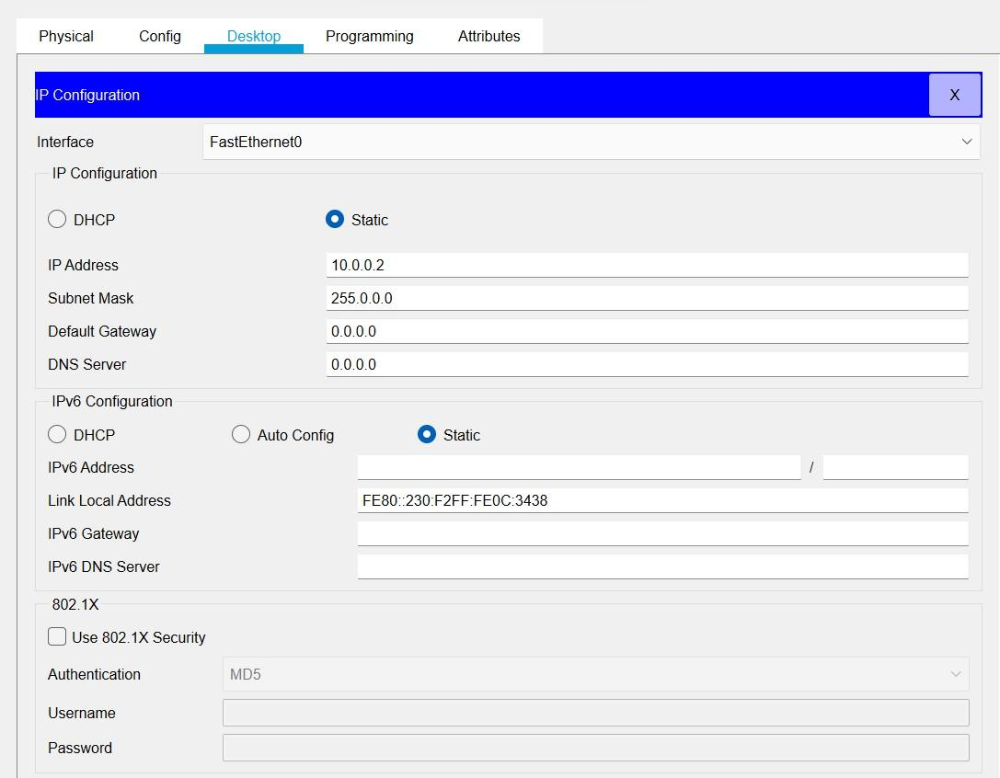 Physical Config Desktop Programming Attributes
IP Configuration X
Interface FastEthernet0
IP Configuration
DHCP Static
IP Address 10.0.0.2
Subnet Mask 255.0.0.0
Default Gateway 0.0.0.0
DNS Server 0.0.0.0
IPv6 Configuration
DHCP Auto Config Static
IPv6 Address /
Link Local Address FE80::230:F2FF:FE0C:3438
IPv6 Gateway
IPv6 DNS Server
802.1X
Use 802.1X Security
Authentication MD5
Username
Password